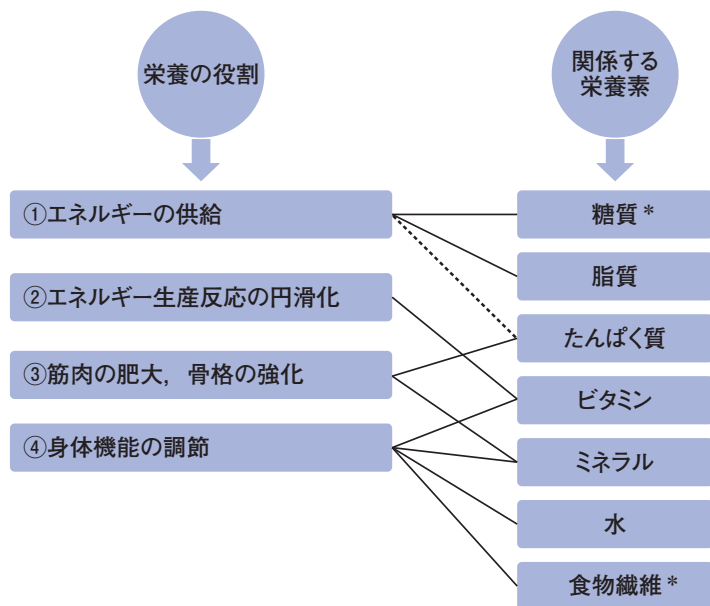 栄養の役割
関係する
栄養素
①エネルギーの供給
②エネルギー生産反応の円滑化
③筋肉の肥大，骨格の強化
④身体機能の調節
糖質*
脂質
たんぱく質
ビタミン
ミネラル
水
食物繊維*